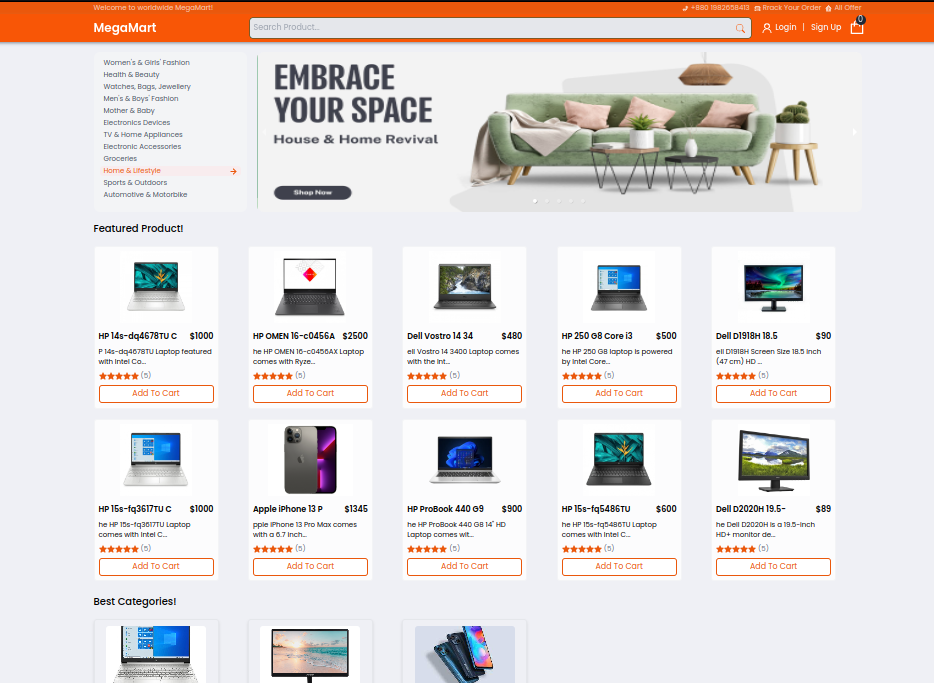 Welcome to worldwide MegaMart!
+880 1982658413 Rrack Your Order All Offer
MegaMart
Search Product...
Login | Sign Up
0
Women's & Girls' Fashion
Health & Beauty
Watches, Bags, Jewellery
Men's & Boys' Fashion
Mother & Baby
Electronics Devices
TV & Home Appliances
Electronic Accessories
Groceries
Home & Lifestyle
Sports & Outdoors
Automotive & Motorbike
EMBRACE
YOUR SPACE
House & Home Revival
Shop Now
Featured Product!
HP 14s-dq4678TU C $1000
P 14s-dq4678TU Laptop featured
with Intel Co...
(5)
Add To Cart
HP OMEN 16-c0456A $2500
he HP OMEN 16-c0456AX Laptop
comes with Ryze...
(5)
Add To Cart
Dell Vostro 14 34 $480
ell Vostro 14 3400 Laptop comes
with the Int...
(5)
Add To Cart
HP 250 G8 Core i3 $500
he HP 250 G8 laptop is powered
by Intel Core...
(5)
Add To Cart
Dell D1918H 18.5 $90
ell D1918H Screen Size 18.5 Inch
(47 cm) HD ...
(5)
Add To Cart
HP 15s-fq3617TU C $1000
he HP 15s-fq3617TU Laptop
comes with Intel C...
(5)
Add To Cart
Apple iPhone 13 P $1345
pple iPhone 13 Pro Max comes
with a 6.7 inch...
(5)
Add To Cart
HP ProBook 440 G9 $900
he HP ProBook 440 G8 14" HD
Laptop comes wit...
(5)
Add To Cart
HP 15s-fq5486TU $600
he HP 15s-fq5486TU Laptop
comes with Intel C...
(5)
Add To Cart
Dell D2020H 19.5- $89
he Dell D2020H is a 19.5-inch
HD+ monitor de...
(5)
Add To Cart
Best Categories!